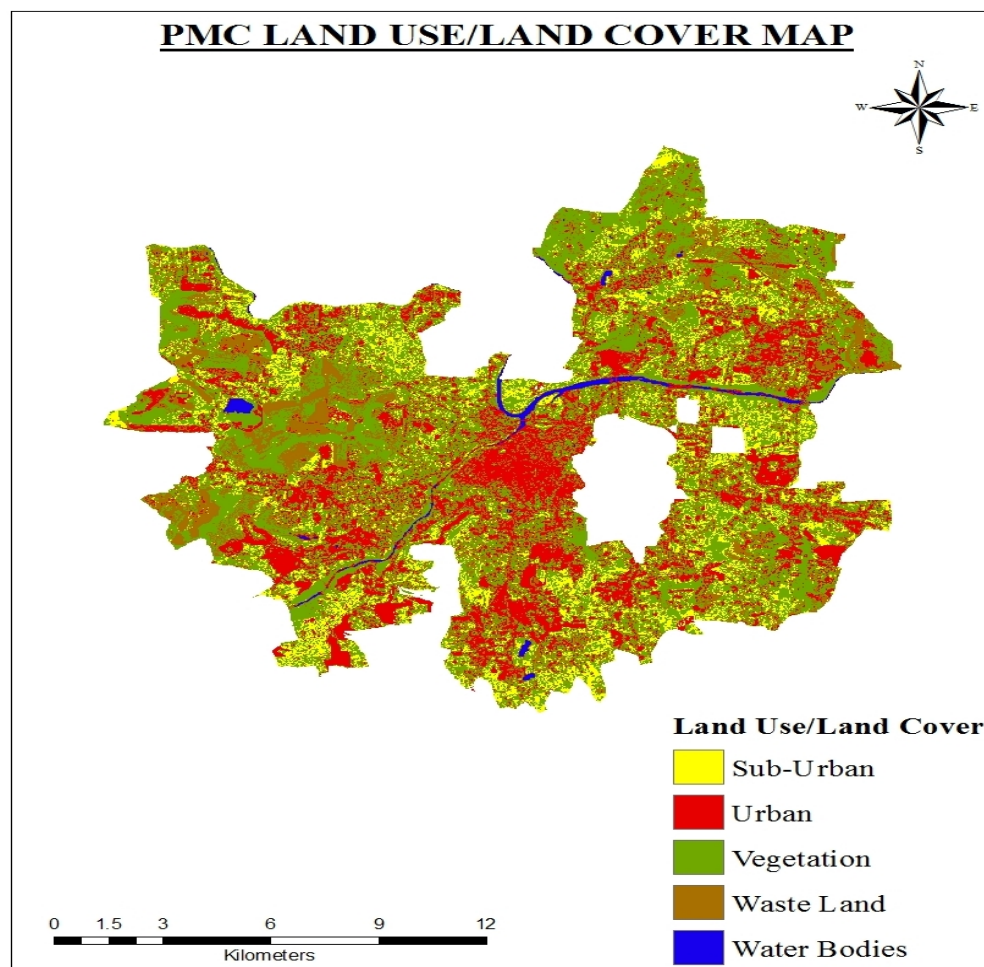 PMC LAND USE/LAND COVER MAP
N
W E
S
Land Use/Land Cover
Sub-Urban
Urban
Vegetation
Waste Land
Water Bodies
0 1.5 3 6 9 12
Kilometers